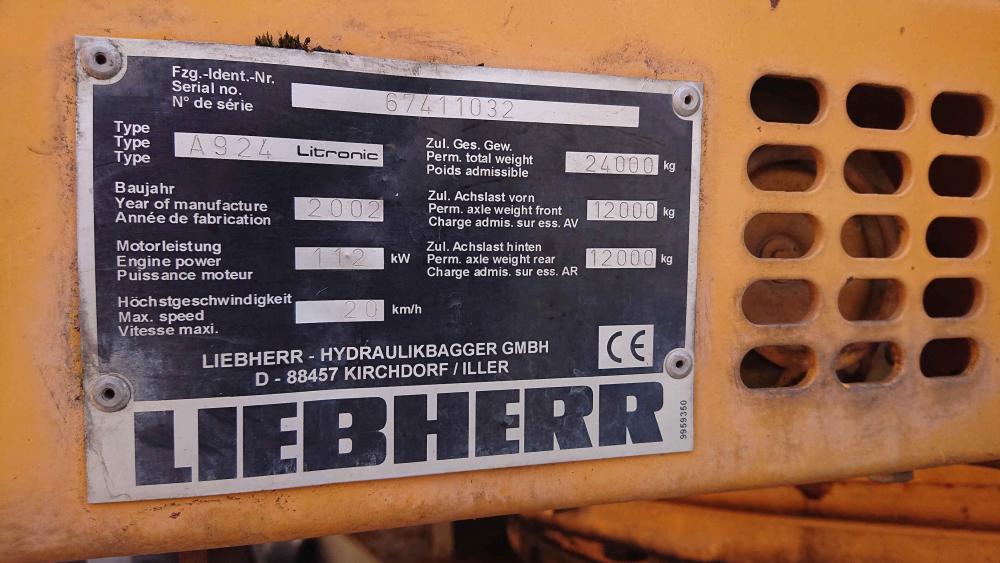 Fzg.-Ident.-Nr.
Serial no.
N° de série
67411032
Type
Type
Type
A924 Litronic
Baujahr
Year of manufacture
Année de fabrication
2002
Motorleistung
Engine power
Puissance moteur
112 kW
Höchstgeschwindigkeit
Max. speed
Vitesse maxi.
20 km/h
Zul. Ges. Gew.
Perm. total weight
Poids admissible
24000 kg
Zul. Achslast vorn
Perm. axle weight front
Charge admis. sur ess. AV
12000 kg
Zul. Achslast hinten
Perm. axle weight rear
Charge admis. sur ess. AR
12000 kg
LIEBHERR - HYDRAULIKBAGGER GMBH
D - 88457 KIRCHDORF / ILLER
CE
LIEBHERR
9959350